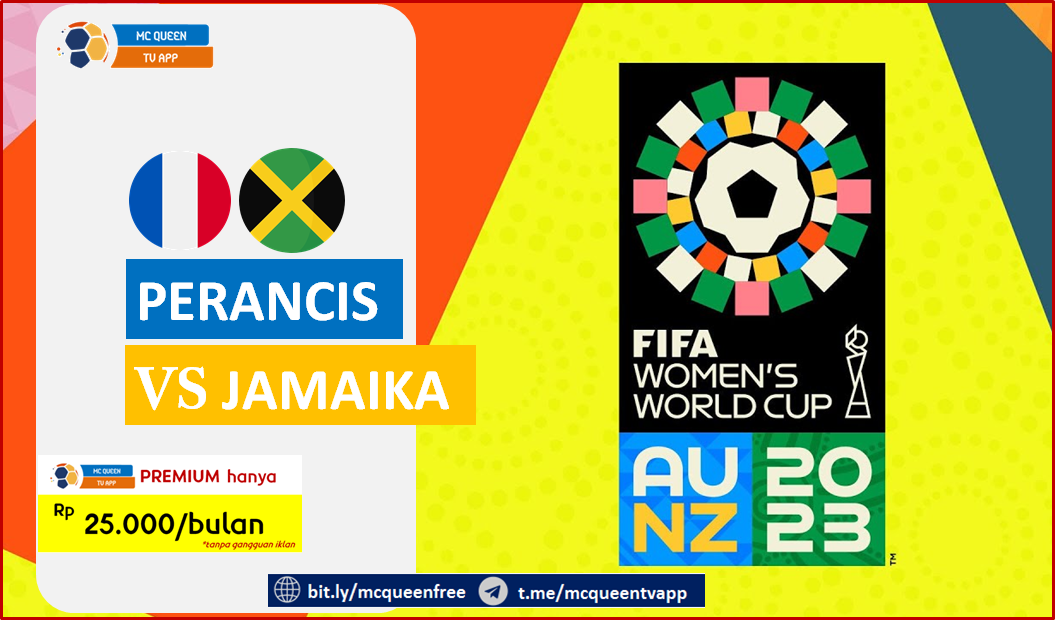 MC QUEEN
TV APP
PERANCIS
VS JAMAIKA
MC QUEEN
TV APP
PREMIUM hanya
Rp 25.000/bulan
*tanpa gangguan iklan
FIFA
WOMEN'S
WORLD CUP
AU 20
NZ 23
TM
bit.ly/mcqueenfree t.me/mcqueentvapp